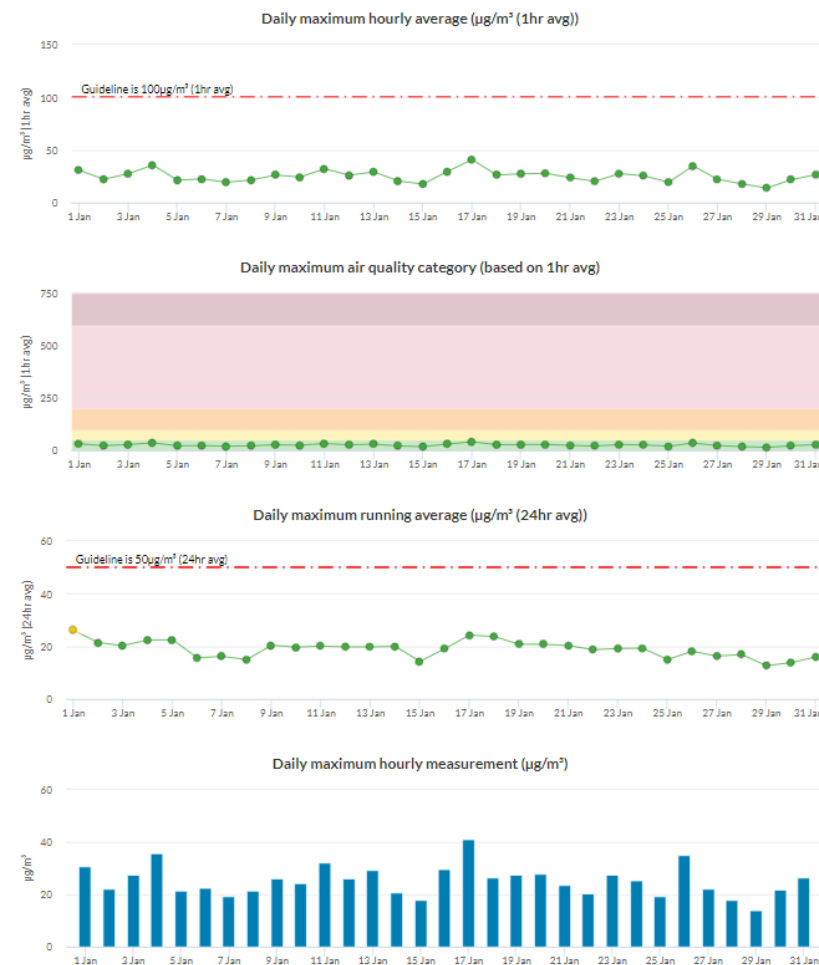 Daily maximum hourly average (µg/m³ (1hr avg))
150
Guideline is 100µg/m³ (1hr avg)
100
µg/m³ (1hr avg)
50
0
1 Jan 3 Jan 5 Jan 7 Jan 9 Jan 11 Jan 13 Jan 15 Jan 17 Jan 19 Jan 21 Jan 23 Jan 25 Jan 27 Jan 29 Jan 31 Jan
Daily maximum air quality category (based on 1hr avg)
750
500
µg/m³ (1hr avg)
250
0
1 Jan 3 Jan 5 Jan 7 Jan 9 Jan 11 Jan 13 Jan 15 Jan 17 Jan 19 Jan 21 Jan 23 Jan 25 Jan 27 Jan 29 Jan 31 Jan
Daily maximum running average (µg/m³ (24hr avg))
60
Guideline is 50µg/m³ (24hr avg)
40
µg/m³ (24hr avg)
20
0
1 Jan 3 Jan 5 Jan 7 Jan 9 Jan 11 Jan 13 Jan 15 Jan 17 Jan 19 Jan 21 Jan 23 Jan 25 Jan 27 Jan 29 Jan 31 Jan
Daily maximum hourly measurement (µg/m³)
60
40
µg/m³
20
0
1 Jan 3 Jan 5 Jan 7 Jan 9 Jan 11 Jan 13 Jan 15 Jan 17 Jan 19 Jan 21 Jan 23 Jan 25 Jan 27 Jan 29 Jan 31 Jan